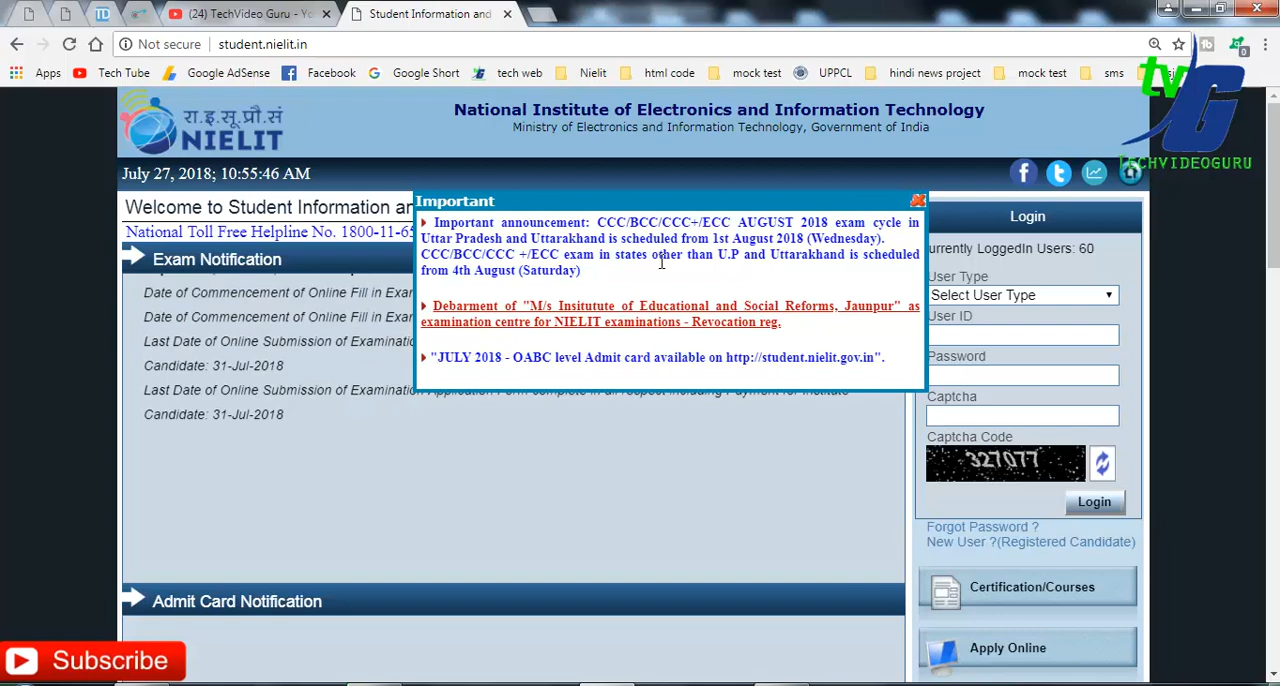 (24) TechVideo Guru - Yo
Student Information and
Not secure
student.nielit.in
Apps
Tech Tube
Google AdSense
Facebook
Google Short
tech web
Nielit
html code
mock test
UPPCL
hindi news project
mock test
sms
TECHVIDEOGURU
रा.इ.सू.प्रौ.सं
NIELIT
National Institute of Electronics and Information Technology
Ministry of Electronics and Information Technology, Government of India
July 27, 2018; 10:55:46 AM
Welcome to Student Information an
National Toll Free Helpline No. 1800-11-65
Exam Notification
Date of Commencement of Online Fill in Exar
Date of Commencement of Online Fill in Exar
Last Date of Online Submission of Examinatio
Candidate: 31-Jul-2018
Last Date of Online Submission of Examination Application Form complete in all respect including Payment for Institute
Candidate: 31-Jul-2018
Important
Important announcement: CCC/BCC/CCC+/ECC AUGUST 2018 exam cycle in
Uttar Pradesh and Uttarakhand is scheduled from 1st August 2018 (Wednesday).
CCC/BCC/CCC +/ECC exam in states other than U.P and Uttarakhand is scheduled
from 4th August (Saturday)
Debarment of "M/s Insitutute of Educational and Social Reforms, Jaunpur" as
examination centre for NIELIT examinations - Revocation reg.
"JULY 2018 - OABC level Admit card available on http://student.nielit.gov.in".
Login
urrently LoggedIn Users: 60
User Type
Select User Type
User ID
Password
Captcha
Captcha Code
327077
Login
Forgot Password ?
New User ?(Registered Candidate)
Certification/Courses
Apply Online
Admit Card Notification
Subscribe